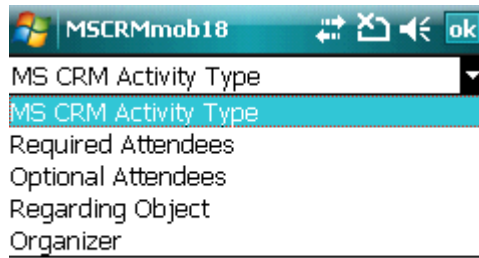 MSCRMmob18 ok
MS CRM Activity Type
MS CRM Activity Type
Required Attendees
Optional Attendees
Regarding Object
Organizer